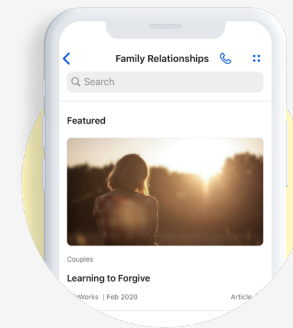 Family Relationships
Search
Featured
Couples
Learning to Forgive
Works | Feb 2020
Article